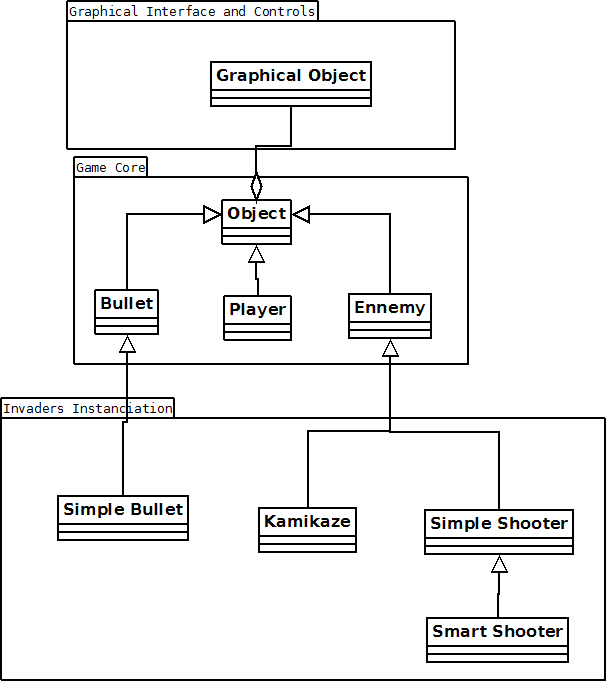 Graphical Interface and Controls
Graphical Object
Game Core
Object
Bullet
Player
Ennemy
Invaders Instanciation
Simple Bullet
Kamikaze
Simple Shooter
Smart Shooter